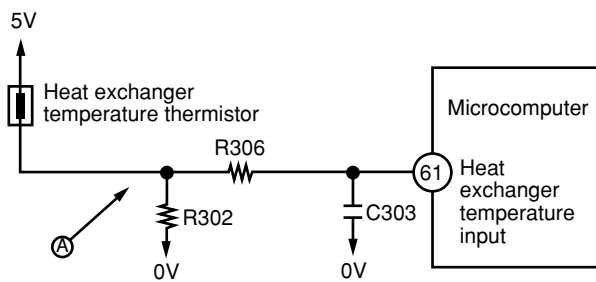 5V
Heat exchanger
temperature thermistor
Microcomputer
R306
61
Heat
exchanger
temperature
input
R302
C303
A
0V
0V